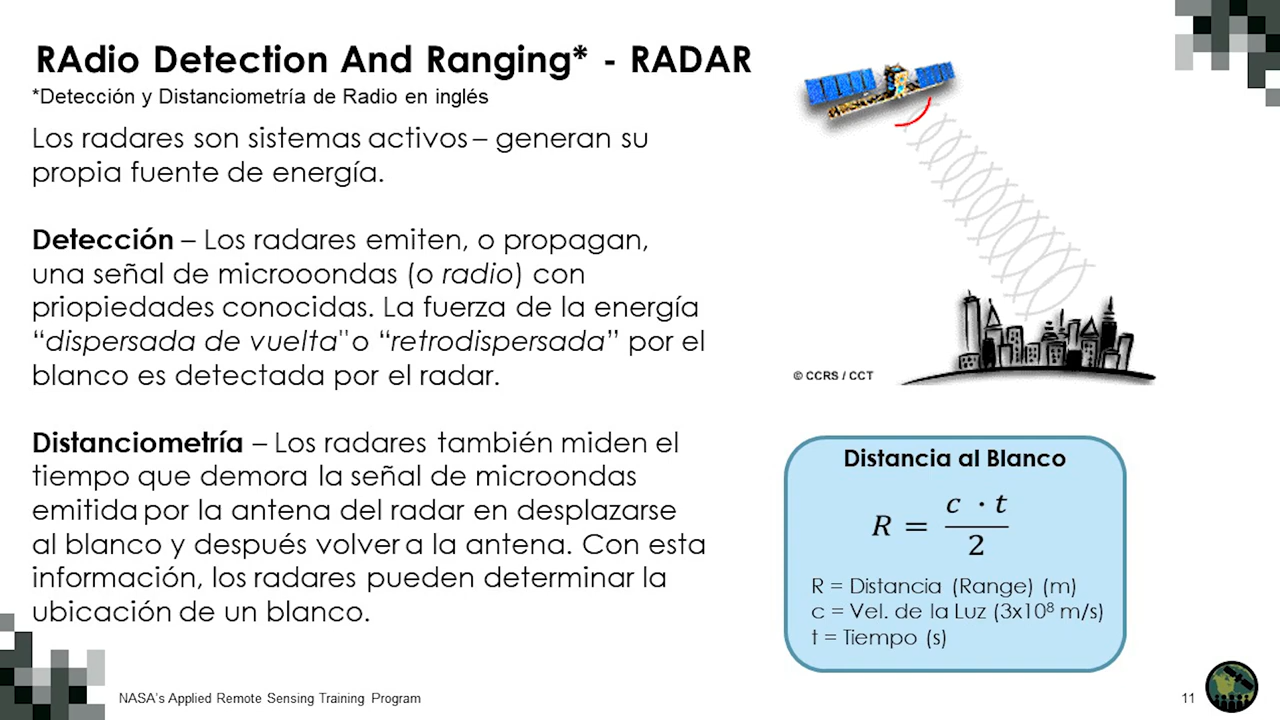 RAdio Detection And Ranging* - RADAR
*Detección y Distanciometría de Radio en inglés
Los radares son sistemas activos – generan su
propia fuente de energía.
Detección – Los radares emiten, o propagan,
una señal de microoondas (o radio) con
priopiedades conocidas. La fuerza de la energía
“dispersada de vuelta" o “retrodispersada” por el
blanco es detectada por el radar.
Distanciometría – Los radares también miden el
tiempo que demora la señal de microondas
emitida por la antena del radar en desplazarse
al blanco y después volver a la antena. Con esta
información, los radares pueden determinar la
ubicación de un blanco.
© CCRS / CCT
Distancia al Blanco
R = c · t / 2
R = Distancia (Range) (m)
c = Vel. de la Luz (3x10⁸ m/s)
t = Tiempo (s)
NASA's Applied Remote Sensing Training Program
11